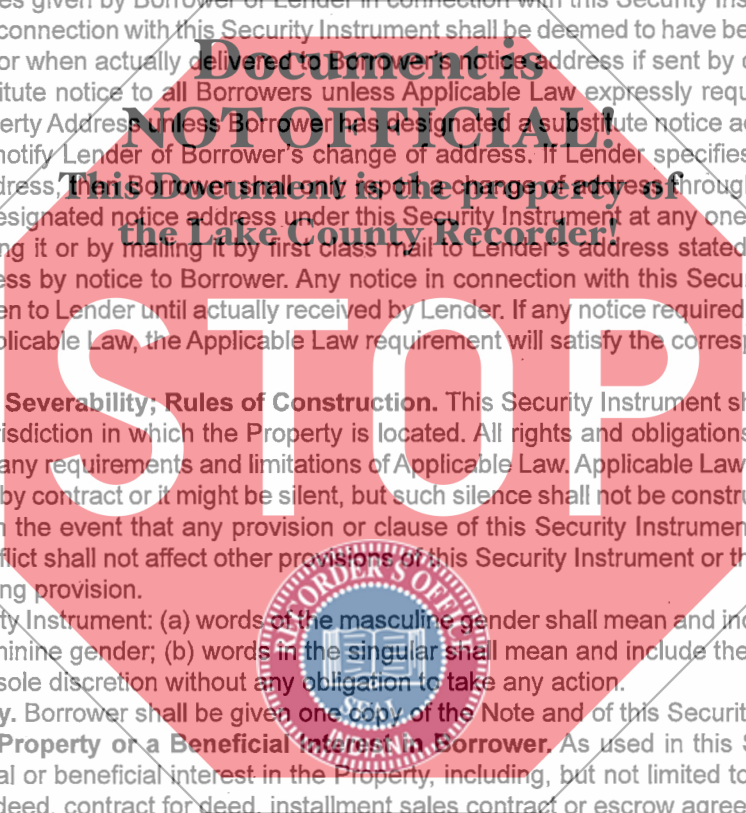 es given by Borrower or Lender in connection with this Security Ins
connection with this Security Instrument shall be deemed to have be
or when actually delivered to Borrower's notice address if sent by
itute notice to all Borrowers unless Applicable Law expressly requ
erty Address unless Borrower has designated a substitute notice ad
notify Lender of Borrower's change of address. If Lender specifies
dress, then Borrower shall only report a change of address through
esignated notice address under this Security Instrument at any one
ng it or by mailing it by first class mail to Lender's address stated
ess by notice to Borrower. Any notice in connection with this Secu
en to Lender until actually received by Lender. If any notice required
plicable Law, the Applicable Law requirement will satisfy the corresp
Severability; Rules of Construction. This Security Instrument sh
risdiction in which the Property is located. All rights and obligations
any requirements and limitations of Applicable Law. Applicable Law
by contract or it might be silent, but such silence shall not be constru
n the event that any provision or clause of this Security Instrumen
flict shall not affect other provisions of this Security Instrument or th
ng provision.
ty Instrument: (a) words of the masculine gender shall mean and inc
minine gender; (b) words in the singular shall mean and include the
sole discretion without any obligation to take any action.
y. Borrower shall be given one copy of the Note and of this Securit
Property or a Beneficial Interest in Borrower. As used in this S
al or beneficial interest in the Property, including, but not limited to
deed, contract for deed, installment sales contract or escrow agree
Document is
NOT OFFICIAL!
This Document is the property of
the Lake County Recorder!
STOP
RECORDER'S OFFICE
SEAL
INDIANA